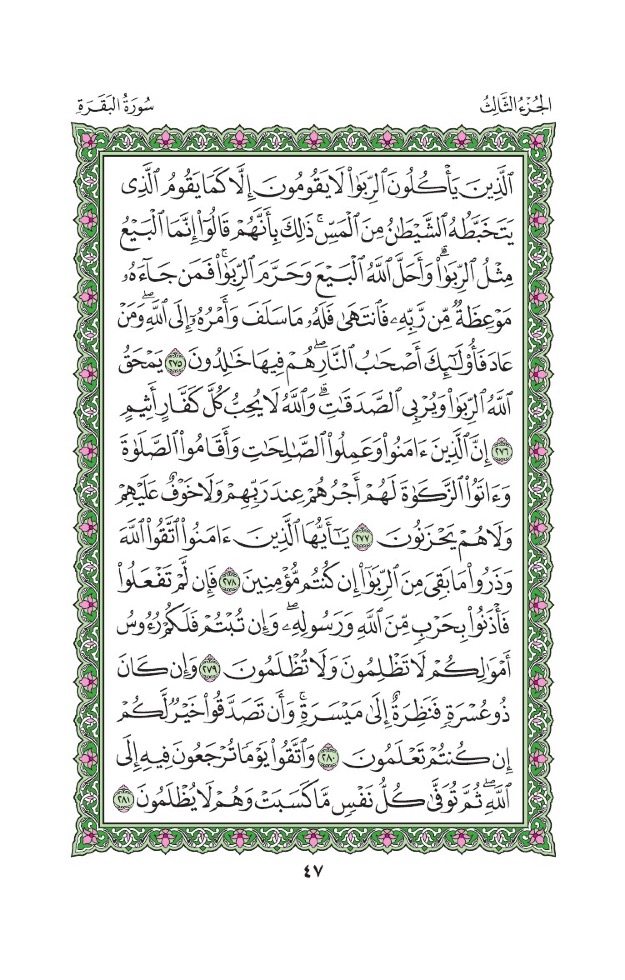 الجُزْءُ الثَّالِثُ
سُورَةُ البَقَرَةِ
ٱلَّذِينَ يَأۡكُلُونَ ٱلرِّبَوٰاْ لَا يَقُومُونَ إِلَّا كَمَا يَقُومُ ٱلَّذِى
يَتَخَبَّطُهُ ٱلشَّيۡطَٰنُ مِنَ ٱلۡمَسِّۚ ذَٰلِكَ بِأَنَّهُمۡ قَالُوٓاْ إِنَّمَا ٱلۡبَيۡعُ
مِثۡلُ ٱلرِّبَوٰاْۗ وَأَحَلَّ ٱللَّهُ ٱلۡبَيۡعَ وَحَرَّمَ ٱلرِّبَوٰاْۚ فَمَن جَآءَهُۥ
مَوۡعِظَةٞ مِّن رَّبِّهِۦ فَٱنتَهَىٰ فَلَهُۥ مَا سَلَفَ وَأَمۡرُهُۥٓ إِلَى ٱللَّهِۖ وَمَنۡ
عَادَ فَأُوْلَٰٓئِكَ أَصۡحَٰبُ ٱلنَّارِۖ هُمۡ فِيهَا خَٰلِدُونَ ٢٧٥ يَمۡحَقُ
ٱللَّهُ ٱلرِّبَوٰاْ وَيُرۡبِى ٱلصَّدَقَٰتِۗ وَٱللَّهُ لَا يُحِبُّ كُلَّ كَفَّارٍ أَثِيمٍ
٢٧٦ إِنَّ ٱلَّذِينَ ءَامَنُواْ وَعَمِلُواْ ٱلصَّٰلِحَٰتِ وَأَقَامُواْ ٱلصَّلَوٰةَ
وَءَاتَوُاْ ٱلزَّكَوٰةَ لَهُمۡ أَجۡرُهُمۡ عِندَ رَبِّهِمۡ وَلَا خَوۡفٌ عَلَيۡهِمۡ
وَلَا هُمۡ يَحۡزَنُونَ ٢٧٧ يَٰٓأَيُّهَا ٱلَّذِينَ ءَامَنُواْ ٱتَّقُواْ ٱللَّهَ
وَذَرُواْ مَا بَقِىَ مِنَ ٱلرِّبَوٰٓاْ إِن كُنتُم مُّؤۡمِنِينَ ٢٧٨ فَإِن لَّمۡ تَفۡعَلُواْ
فَأۡذَنُواْ بِحَرۡبٖ مِّنَ ٱللَّهِ وَرَسُولِهِۦۖ وَإِن تُبۡتُمۡ فَلَكُمۡ رُءُوسُ
أَمۡوَٰلِكُمۡ لَا تَظۡلِمُونَ وَلَا تُظۡلَمُونَ ٢٧٩ وَإِن كَانَ
ذُو عُسۡرَةٖ فَنَظِرَةٌ إِلَىٰ مَيۡسَرَةٖۚ وَأَن تَصَدَّقُواْ خَيۡرٞ لَّكُمۡ
إِن كُنتُمۡ تَعۡلَمُونَ ٢٨٠ وَٱتَّقُواْ يَوۡمٗا تُرۡجَعُونَ فِيهِ إِلَى
ٱللَّهِۖ ثُمَّ تُوَفَّىٰ كُلُّ نَفۡسٖ مَّا كَسَبَتۡ وَهُمۡ لَا يُظۡلَمُونَ ٢٨١
٤٧